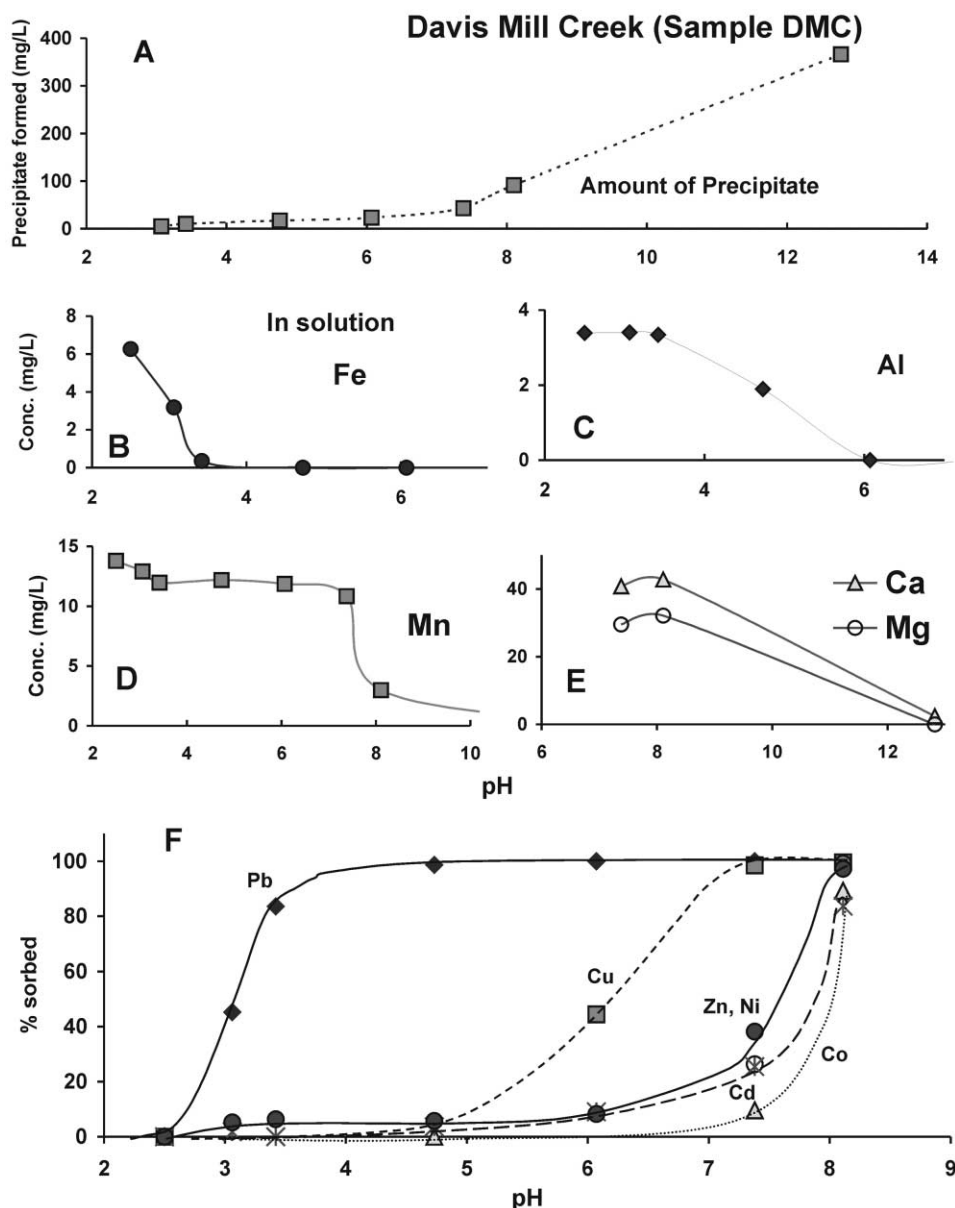 Davis Mill Creek (Sample DMC)
A
Precipitate formed (mg/L)
400
300
200
100
0
Amount of Precipitate
2 4 6 8 10 12 14
In solution
Fe
B
Conc. (mg/L)
8
6
4
2
0
2 4 6
Al
C
4
2
0
2 4 6
Mn
D
Conc. (mg/L)
15
10
5
0
2 4 6 8 10
Ca
Mg
E
40
20
0
6 8 10 12
pH
F
% sorbed
100
80
60
40
20
0
Pb
Cu
Zn, Ni
Co
Cd
2 3 4 5 6 7 8 9
pH